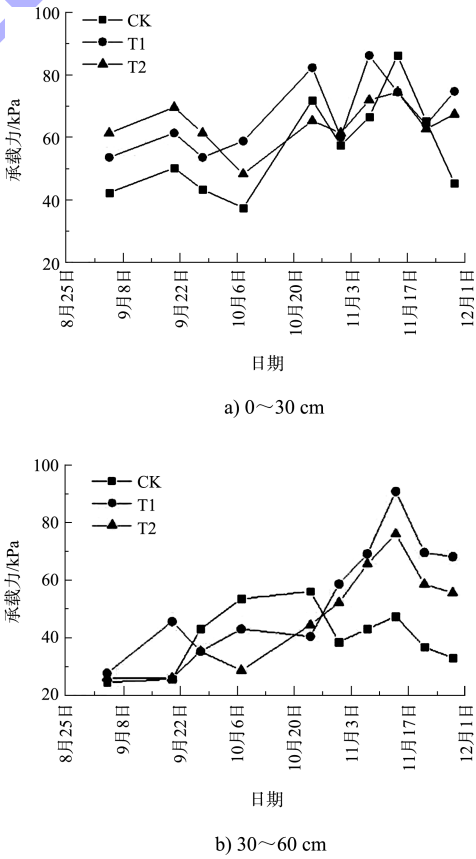 100
80
60
40
20
承载力/kPa
CK
T1
T2
8月25日
9月8日
9月22日
10月6日
10月20日
11月3日
11月17日
12月1日
日期
a) 0～30 cm
100
80
60
40
20
承载力/kPa
CK
T1
T2
8月25日
9月8日
9月22日
10月6日
10月20日
11月3日
11月17日
12月1日
日期
b) 30～60 cm